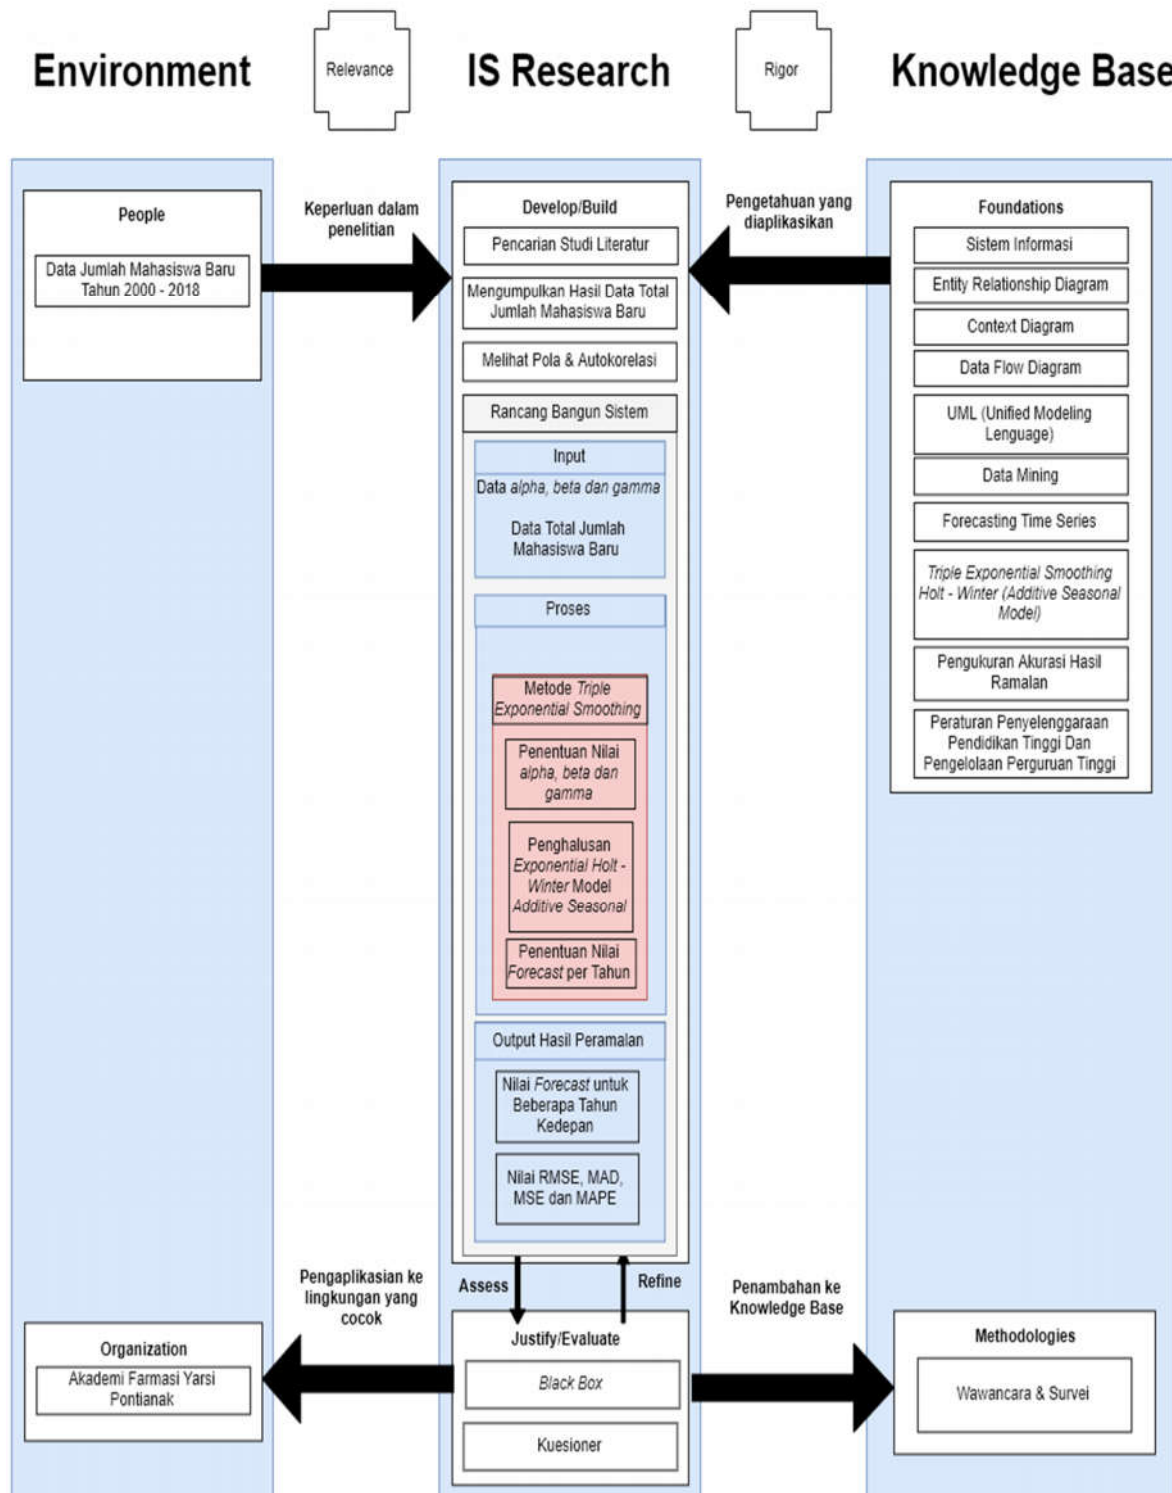 Environment
Relevance
IS Research
Rigor
Knowledge Base
People
Data Jumlah Mahasiswa Baru
Tahun 2000 - 2018
Keperluan dalam
penelitian
Develop/Build
Pencarian Studi Literatur
Mengumpulkan Hasil Data Total
Jumlah Mahasiswa Baru
Melihat Pola & Autokorelasi
Rancang Bangun Sistem
Input
Data alpha, beta dan gamma
Data Total Jumlah
Mahasiswa Baru
Proses
Metode Triple
Exponential Smoothing
Penentuan Nilai
alpha, beta dan
gamma
Penghalusan
Exponential Holt -
Winter Model
Additive Seasonal
Penentuan Nilai
Forecast per Tahun
Output Hasil Peramalan
Nilai Forecast untuk
Beberapa Tahun
Kedepan
Nilai RMSE, MAD,
MSE dan MAPE
Pengetahuan yang
diaplikasikan
Foundations
Sistem Informasi
Entity Relationship Diagram
Context Diagram
Data Flow Diagram
UML (Unified Modeling
Lenguage)
Data Mining
Forecasting Time Series
Triple Exponential Smoothing
Holt - Winter (Additive Seasonal
Model)
Pengukuran Akurasi Hasil
Ramalan
Peraturan Penyelenggaraan
Pendidikan Tinggi Dan
Pengelolaan Perguruan Tinggi
Assess
Refine
Pengaplikasian ke
lingkungan yang
cocok
Penambahan ke
Knowledge Base
Organization
Akademi Farmasi Yarsi
Pontianak
Justify/Evaluate
Black Box
Kuesioner
Methodologies
Wawancara & Survei